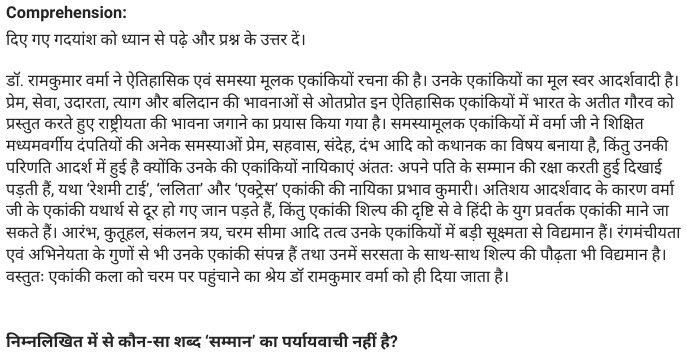 Comprehension:
दिए गए गदयांश को ध्यान से पढ़े और प्रश्न के उत्तर दें।
डॉ. रामकुमार वर्मा ने ऐतिहासिक एवं समस्या मूलक एकांकियों रचना की है। उनके एकांकियों का मूल स्वर आदर्शवादी है।
प्रेम, सेवा, उदारता, त्याग और बलिदान की भावनाओं से ओतप्रोत इन ऐतिहासिक एकांकियों में भारत के अतीत गौरव को
प्रस्तुत करते हुए राष्ट्रीयता की भावना जगाने का प्रयास किया गया है। समस्यामूलक एकांकियों में वर्मा जी ने शिक्षित
मध्यमवर्गीय दंपतियों की अनेक समस्याओं प्रेम, सहवास, संदेह, दंभ आदि को कथानक का विषय बनाया है, किंतु उनकी
परिणति आदर्श में हुई है क्योंकि उनके की एकांकियों नायिकाएं अंततः अपने पति के सम्मान की रक्षा करती हुई दिखाई
पड़ती हैं, यथा ‘रेशमी टाई’, ‘ललिता’ और ‘एक्ट्रेस’ एकांकी की नायिका प्रभाव कुमारी। अतिशय आदर्शवाद के कारण वर्मा
जी के एकांकी यथार्थ से दूर हो गए जान पड़ते हैं, किंतु एकांकी शिल्प की दृष्टि से वे हिंदी के युग प्रवर्तक एकांकी माने जा
सकते हैं। आरंभ, कुतूहल, संकलन त्रय, चरम सीमा आदि तत्व उनके एकांकियों में बड़ी सूक्ष्मता से विद्यमान हैं। रंगमंचीयता
एवं अभिनेयता के गुणों से भी उनके एकांकी संपन्न हैं तथा उनमें सरसता के साथ-साथ शिल्प की पौढ़ता भी विद्यमान है।
वस्तुतः एकांकी कला को चरम पर पहुंचाने का श्रेय डॉ रामकुमार वर्मा को ही दिया जाता है।
निम्नलिखित में से कौन-सा शब्द ‘सम्मान’ का पर्यायवाची नहीं है?